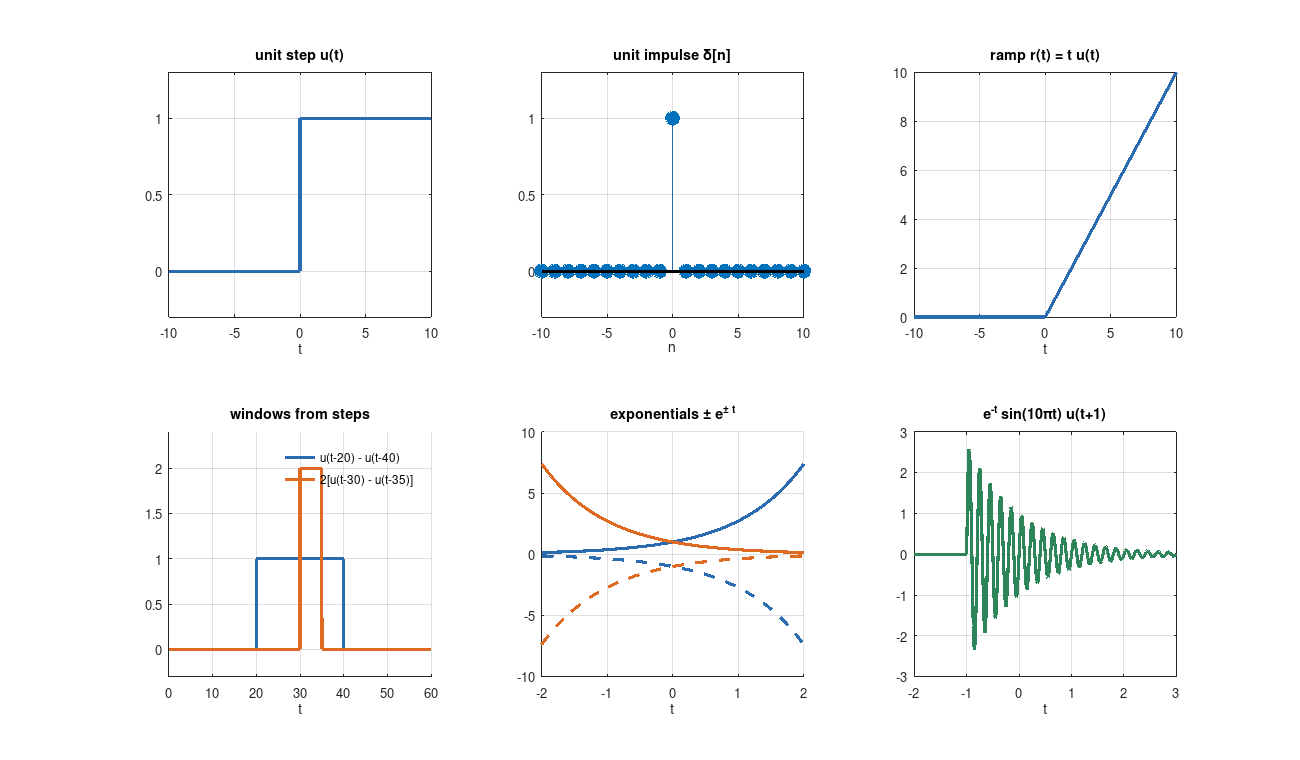 unit step u(t)
1
0.5
0
-10 -5 0 5 10
t
unit impulse δ[n]
1
0.5
0
-10 -5 0 5 10
n
ramp r(t) = t u(t)
10
8
6
4
2
0
-10 -5 0 5 10
t
windows from steps
u(t-20) - u(t-40)
2[u(t-30) - u(t-35)]
2
1.5
1
0.5
0
0 10 20 30 40 50 60
t
exponentials ± e^± t
10
5
0
-5
-10
-2 -1 0 1 2
t
e^-t sin(10πt) u(t+1)
3
2
1
0
-1
-2
-3
-2 -1 0 1 2 3
t